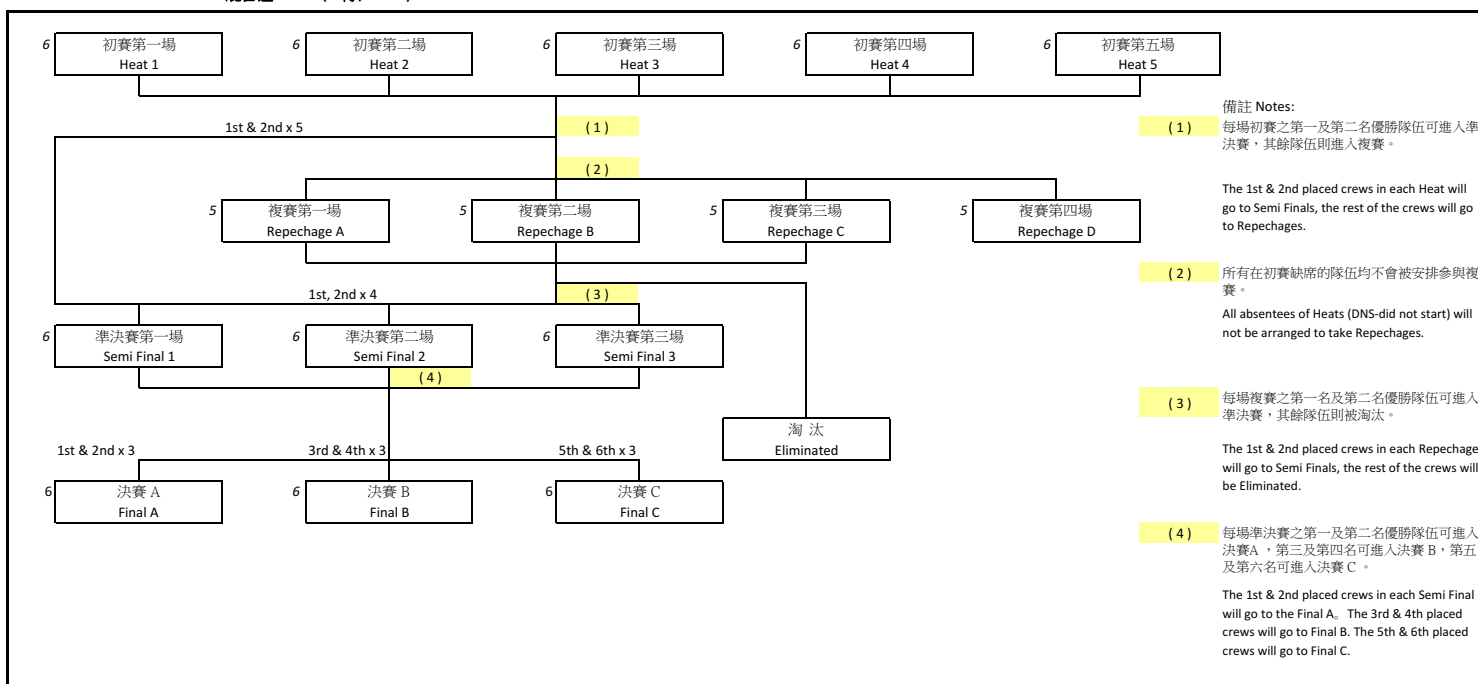 6 初賽第一場 6 初賽第二場 6 初賽第三場 6 初賽第四場 6 初賽第五場
Heat 1 Heat 2 Heat 3 Heat 4 Heat 5
1st & 2nd x 5 ( 1 )
( 2 )
5 複賽第一場 5 複賽第二場 5 複賽第三場 5 複賽第四場
Repechage A Repechage B Repechage C Repechage D
1st, 2nd x 4 ( 3 )
6 準決賽第一場 6 準決賽第二場 6 準決賽第三場
Semi Final 1 Semi Final 2 Semi Final 3
( 4 )
淘 汰
Eliminated
1st & 2nd x 3 3rd & 4th x 3 5th & 6th x 3
6 決賽 A 6 決賽 B 6 決賽 C
Final A Final B Final C
備註 Notes:
( 1 ) 每場初賽之第一及第二名優勝隊伍可進入準
決賽，其餘隊伍則進入複賽。
The 1st & 2nd placed crews in each Heat will
go to Semi Finals, the rest of the crews will go
to Repechages.
( 2 ) 所有在初賽缺席的隊伍均不會被安排參與複
賽。
All absentees of Heats (DNS-did not start) will
not be arranged to take Repechages.
( 3 ) 每場複賽之第一名及第二名優勝隊伍可進入
準決賽，其餘隊伍則被淘汰。
The 1st & 2nd placed crews in each Repechage
will go to Semi Finals, the rest of the crews will
be Eliminated.
( 4 ) 每場準決賽之第一及第二名優勝隊伍可進入
決賽A ，第三及第四名可進入決賽 B，第五
及第六名可進入決賽 C 。
The 1st & 2nd placed crews in each Semi Final
will go to the Final A。 The 3rd & 4th placed
crews will go to Final B. The 5th & 6th placed
crews will go to Final C.